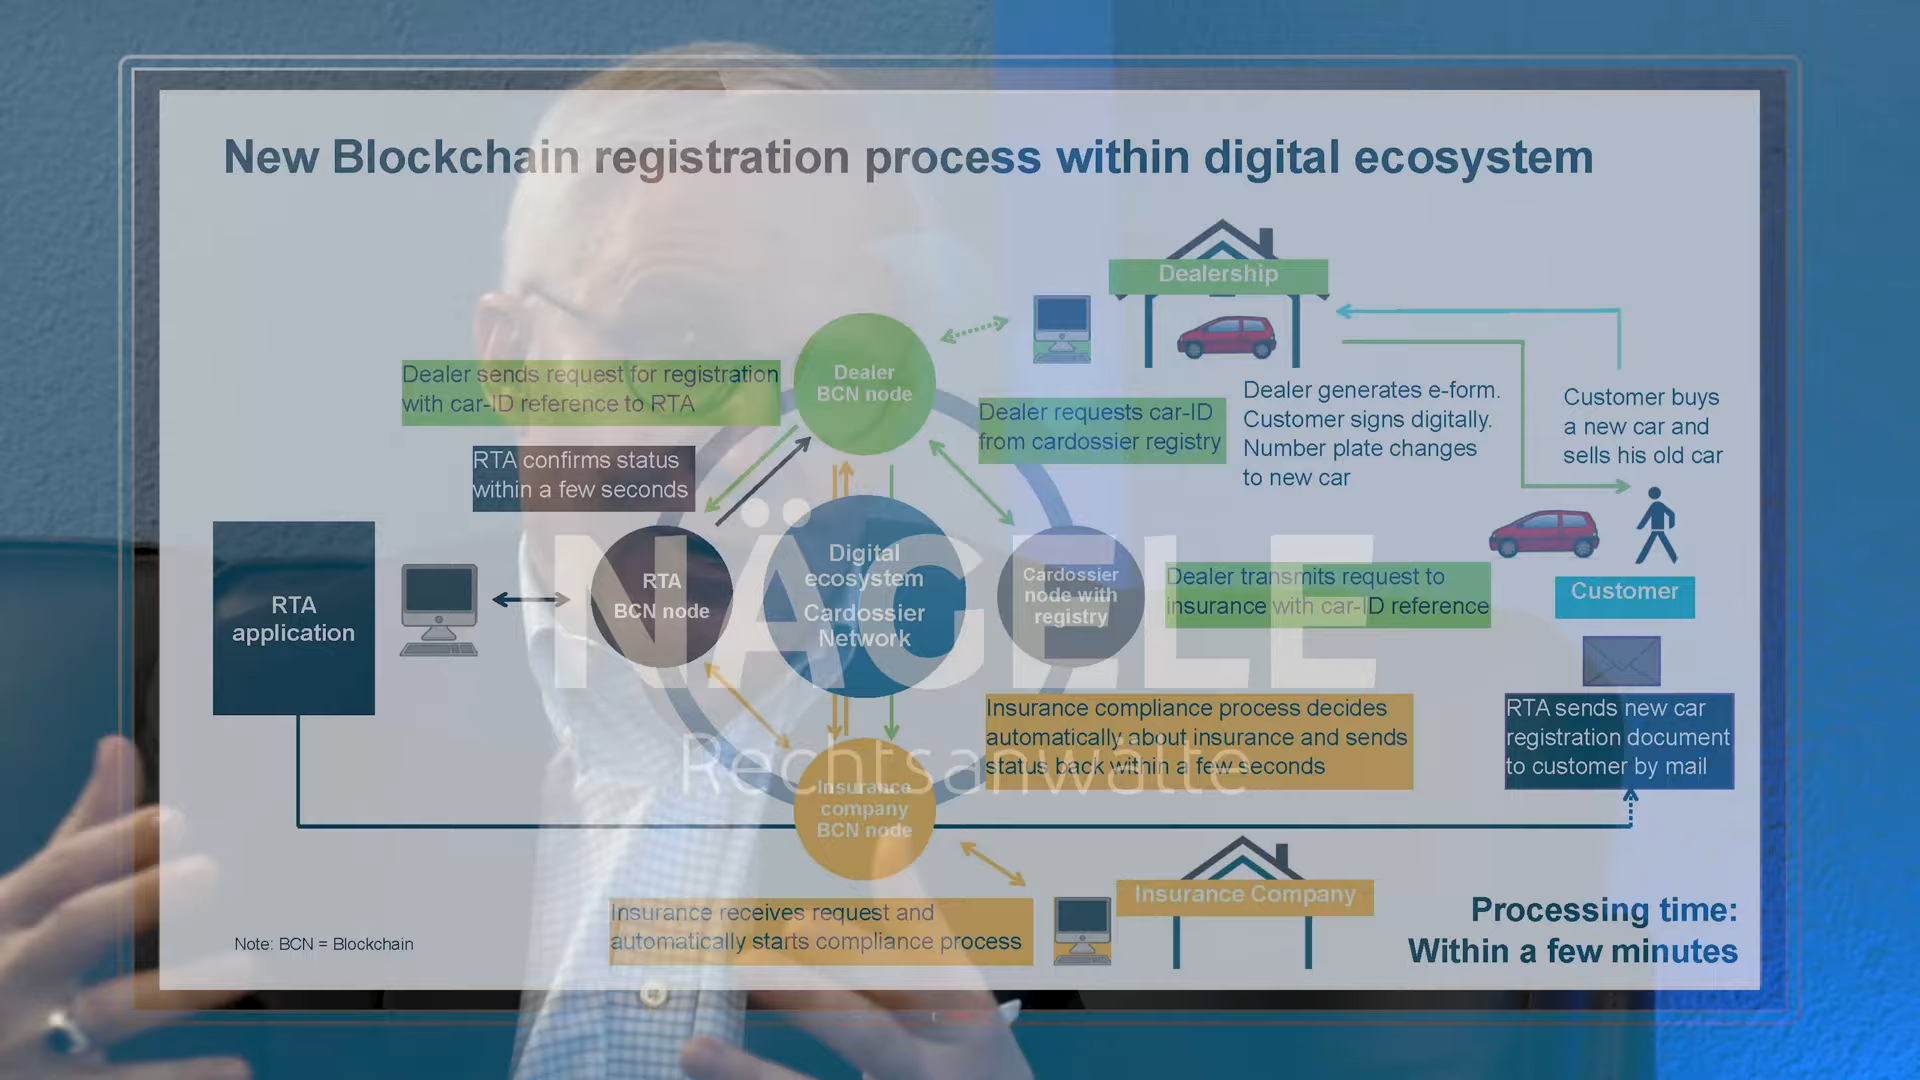 New Blockchain registration process within digital ecosystem
Dealership
Dealer
BCN node
Dealer sends request for registration
with car-ID reference to RTA
Dealer requests car-ID
from cardossier registry
Dealer generates e-form.
Customer signs digitally.
Number plate changes
to new car
Customer buys
a new car and
sells his old car
RTA confirms status
within a few seconds
RTA
application
RTA
BCN node
Digital
ecosystem
Cardossier
Network
Cardossier
node with
registry
Dealer transmits request to
insurance with car-ID reference
Customer
NÄGELE
Rechtsanwälte
Insurance compliance process decides
automatically about insurance and sends
status back within a few seconds
RTA sends new car
registration document
to customer by mail
Insurance
company
BCN node
Insurance Company
Insurance receives request and
automatically starts compliance process
Note: BCN = Blockchain
Processing time:
Within a few minutes